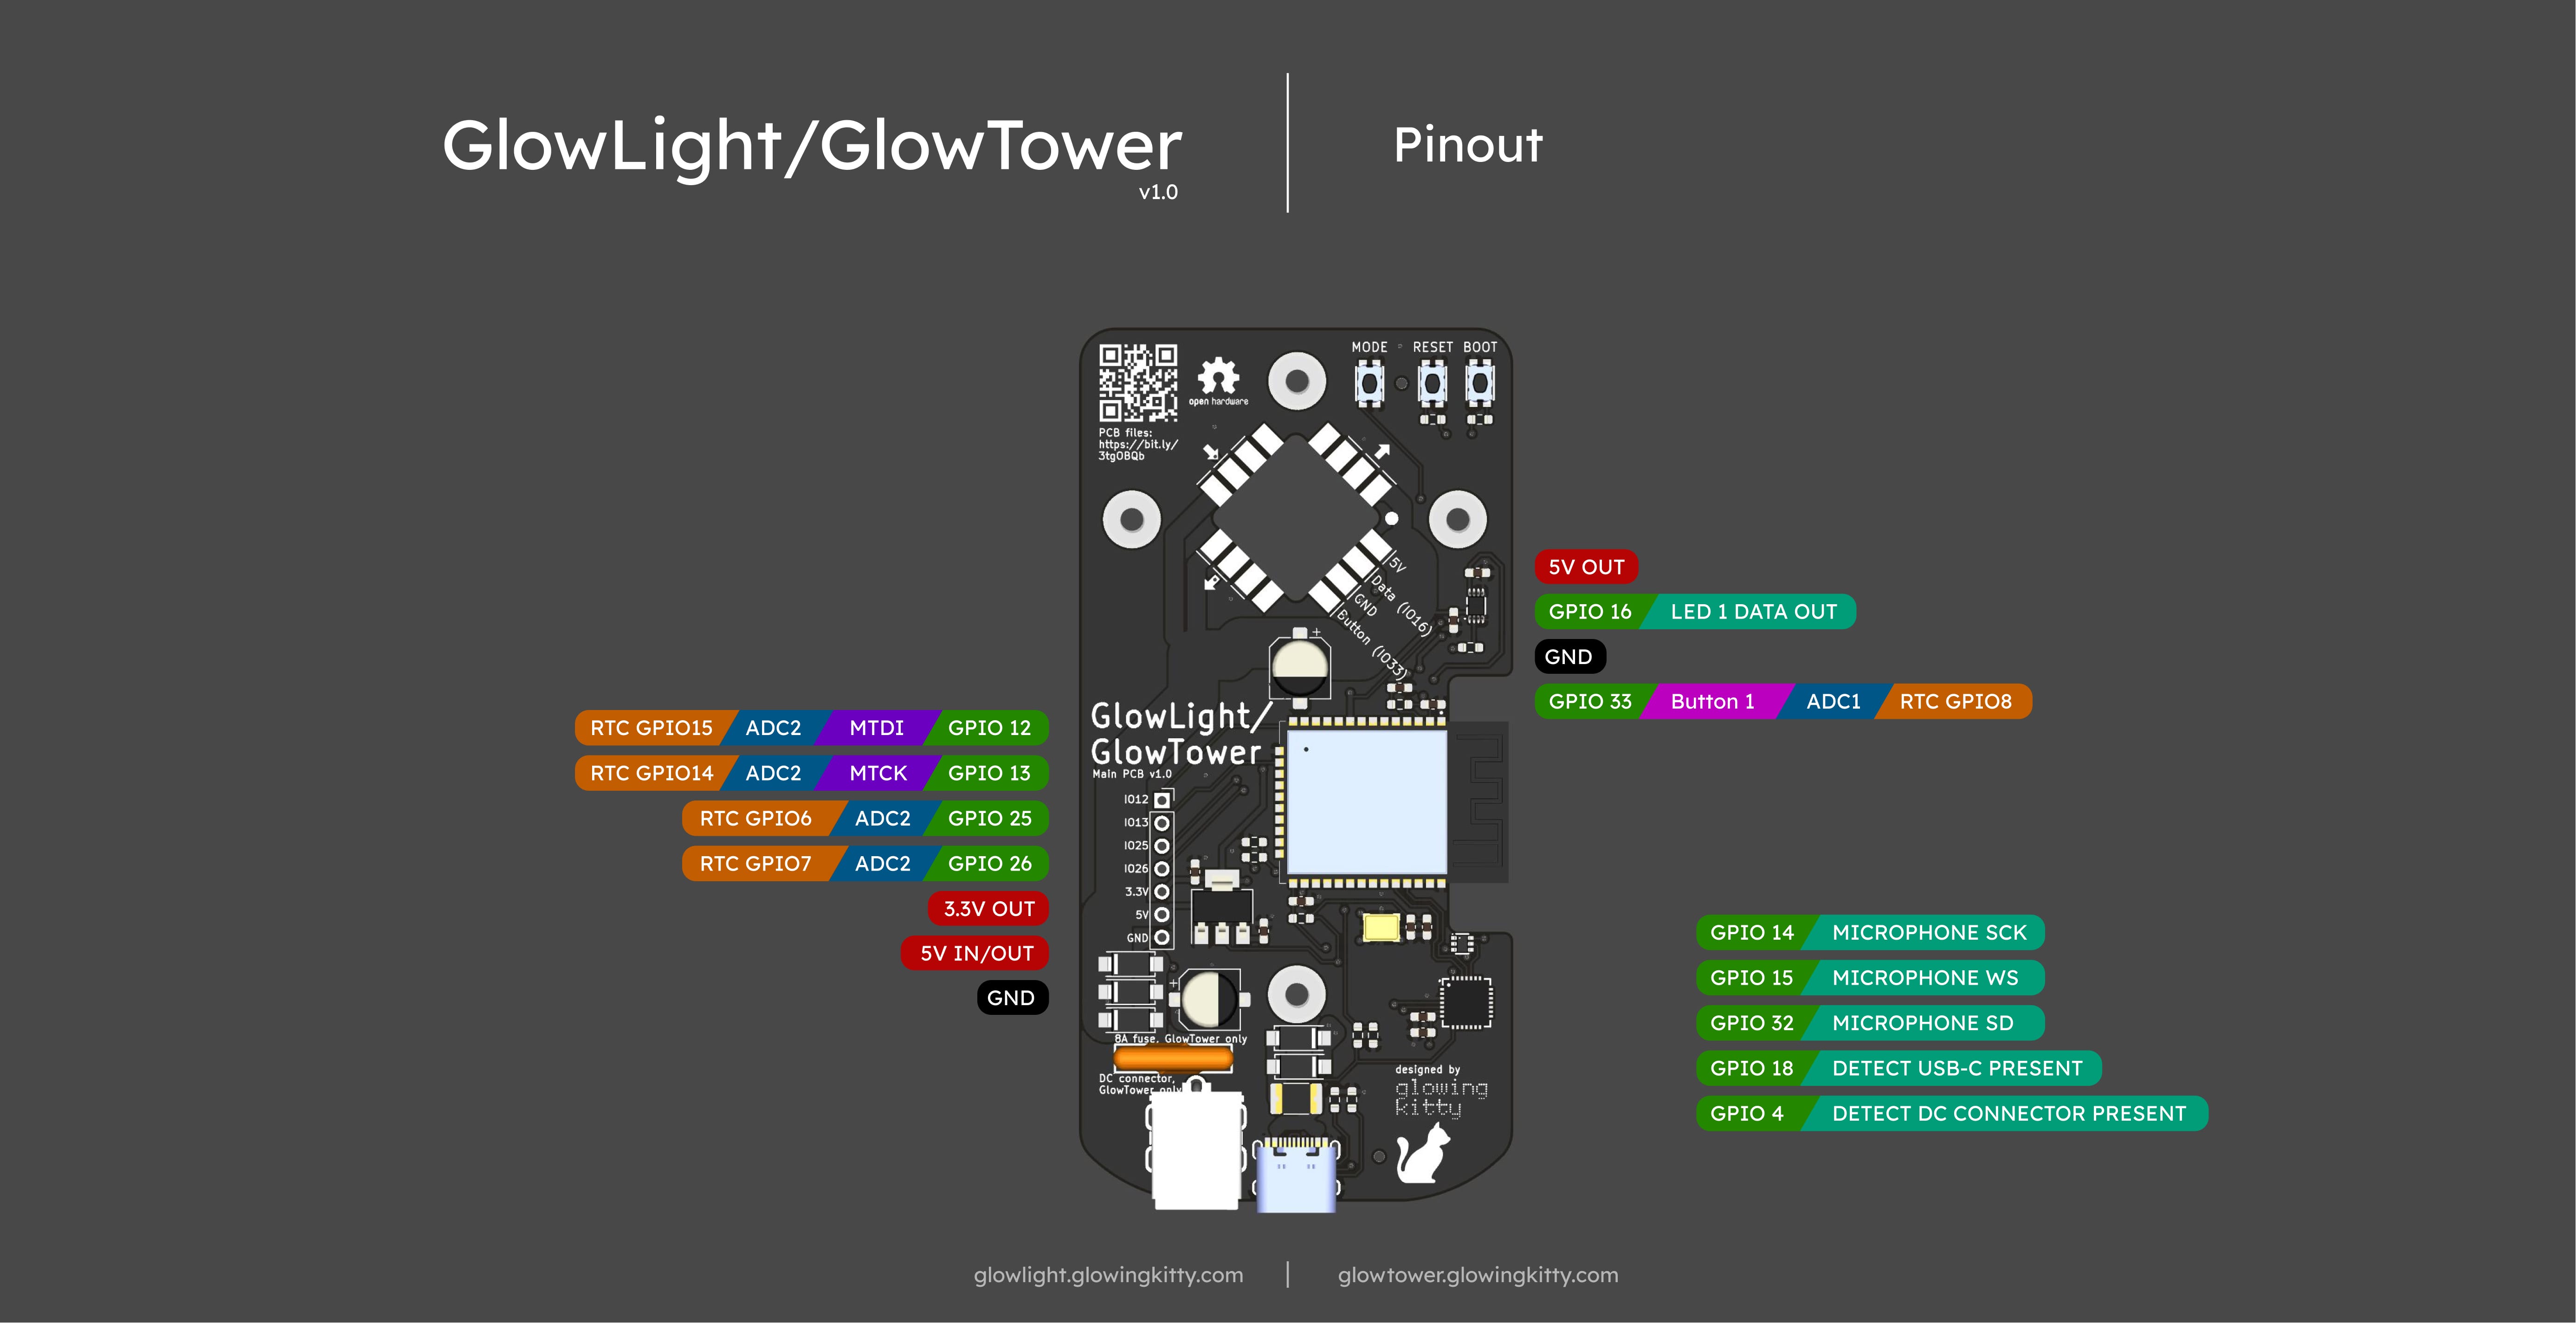 GlowLight/GlowTower
v1.0
Pinout
MODE
RESET
BOOT
open hardware
PCB files:
https://bit.ly/
3tgOBQb
5V
Data (IO16)
GND
Button (IO33)
+
5V OUT
GPIO 16 LED 1 DATA OUT
GND
GPIO 33 Button 1 ADC1 RTC GPIO8
RTC GPIO15 ADC2 MTDI GPIO 12
RTC GPIO14 ADC2 MTCK GPIO 13
RTC GPIO6 ADC2 GPIO 25
RTC GPIO7 ADC2 GPIO 26
3.3V OUT
5V IN/OUT
GND
GlowLight/
GlowTower
Main PCB v1.0
IO12
IO13
IO25
IO26
3.3V
5V
GND
+
8A fuse. GlowTower only
DC connector,
GlowTower only
designed by
glowing
kitty
GPIO 14 MICROPHONE SCK
GPIO 15 MICROPHONE WS
GPIO 32 MICROPHONE SD
GPIO 18 DETECT USB-C PRESENT
GPIO 4 DETECT DC CONNECTOR PRESENT
glowlight.glowingkitty.com
glowtower.glowingkitty.com